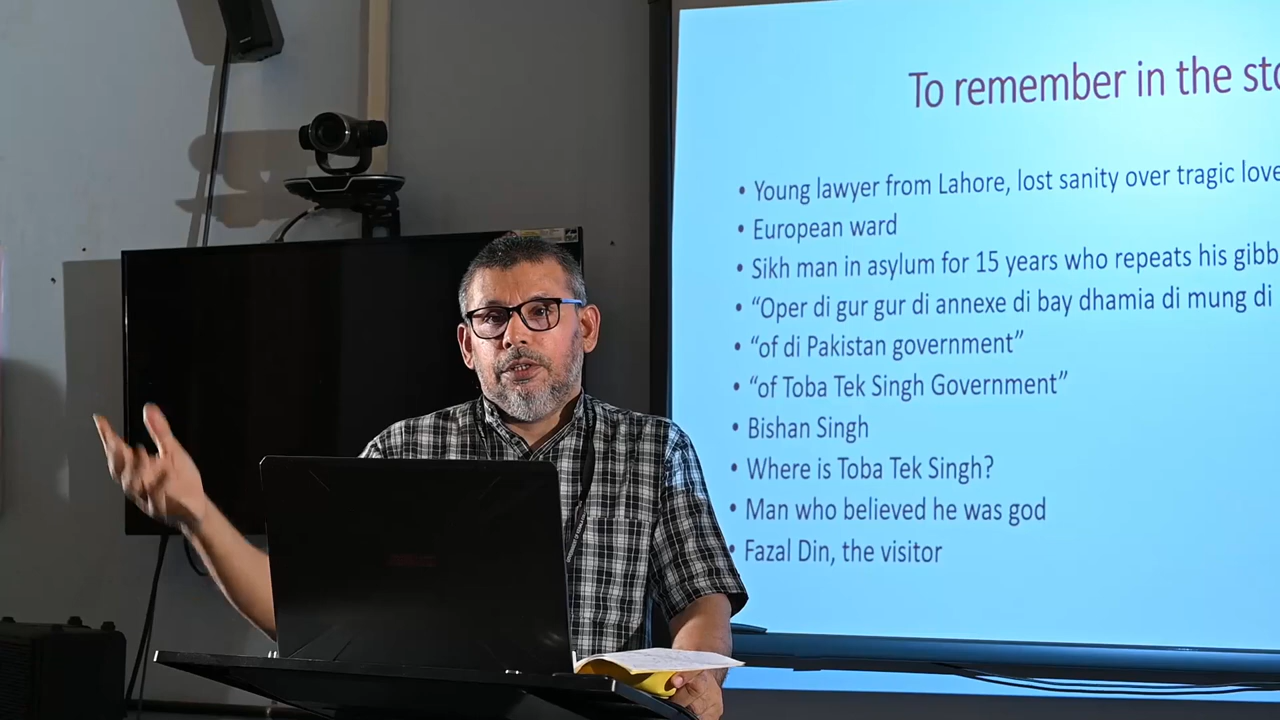 To remember in the sto
• Young lawyer from Lahore, lost sanity over tragic love
• European ward
• Sikh man in asylum for 15 years who repeats his gibb
• “Oper di gur gur di annexe di bay dhamia di mung di
• “of di Pakistan government”
• “of Toba Tek Singh Government”
• Bishan Singh
• Where is Toba Tek Singh?
• Man who believed he was god
• Fazal Din, the visitor